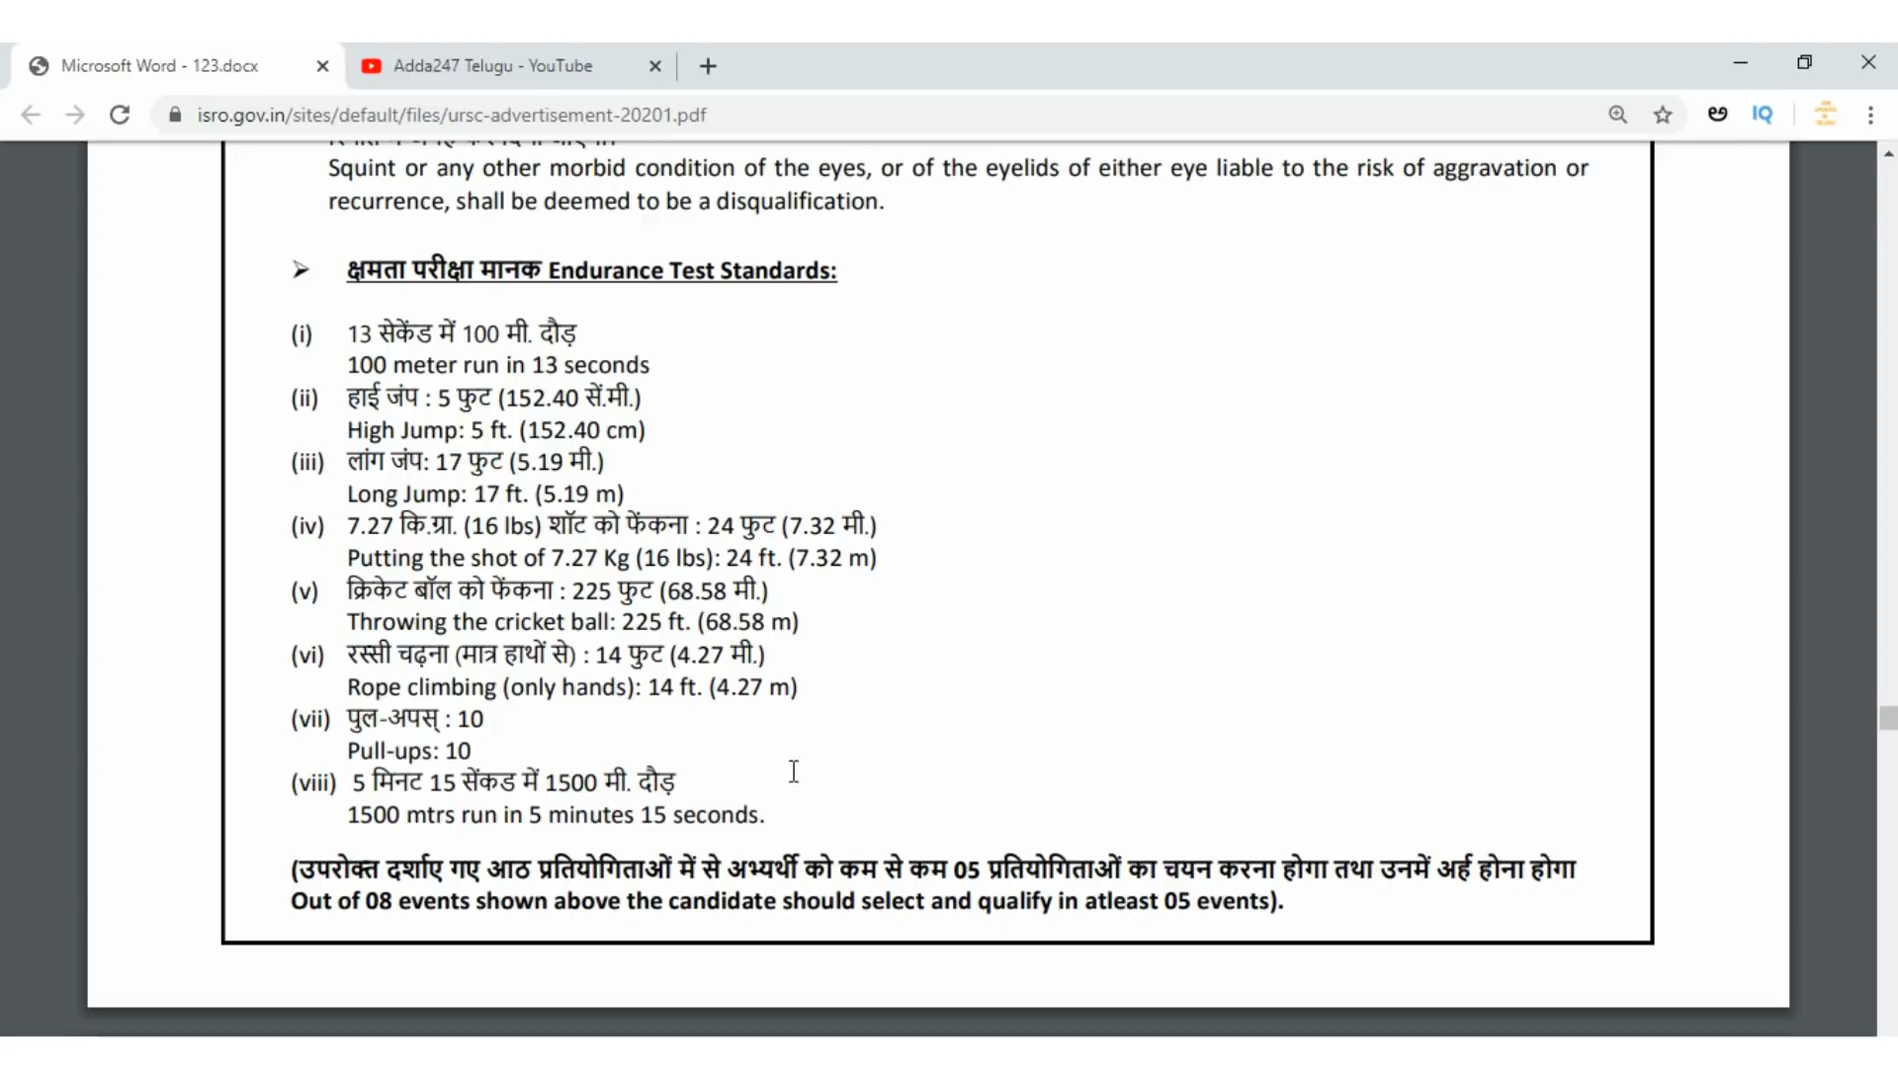 Microsoft Word - 123.docx
Adda247 Telugu - YouTube
isro.gov.in/sites/default/files/ursc-advertisement-20201.pdf
IQ
Squint or any other morbid condition of the eyes, or of the eyelids of either eye liable to the risk of aggravation or
recurrence, shall be deemed to be a disqualification.
➢ क्षमता परीक्षा मानक Endurance Test Standards:
(i) 13 सेकेंड में 100 मी. दौड़
100 meter run in 13 seconds
(ii) हाई जंप : 5 फुट (152.40 सें.मी.)
High Jump: 5 ft. (152.40 cm)
(iii) लांग जंप: 17 फुट (5.19 मी.)
Long Jump: 17 ft. (5.19 m)
(iv) 7.27 कि.ग्रा. (16 lbs) शॉट को फेंकना : 24 फुट (7.32 मी.)
Putting the shot of 7.27 Kg (16 lbs): 24 ft. (7.32 m)
(v) क्रिकेट बॉल को फेंकना : 225 फुट (68.58 मी.)
Throwing the cricket ball: 225 ft. (68.58 m)
(vi) रस्सी चढ़ना (मात्र हाथों से) : 14 फुट (4.27 मी.)
Rope climbing (only hands): 14 ft. (4.27 m)
(vii) पुल-अपस् : 10
Pull-ups: 10
(viii) 5 मिनट 15 सेंकड में 1500 मी. दौड़
1500 mtrs run in 5 minutes 15 seconds.
(उपरोक्त दर्शाए गए आठ प्रतियोगिताओं में से अभ्यर्थी को कम से कम 05 प्रतियोगिताओं का चयन करना होगा तथा उनमें अर्ह होना होगा
Out of 08 events shown above the candidate should select and qualify in atleast 05 events).